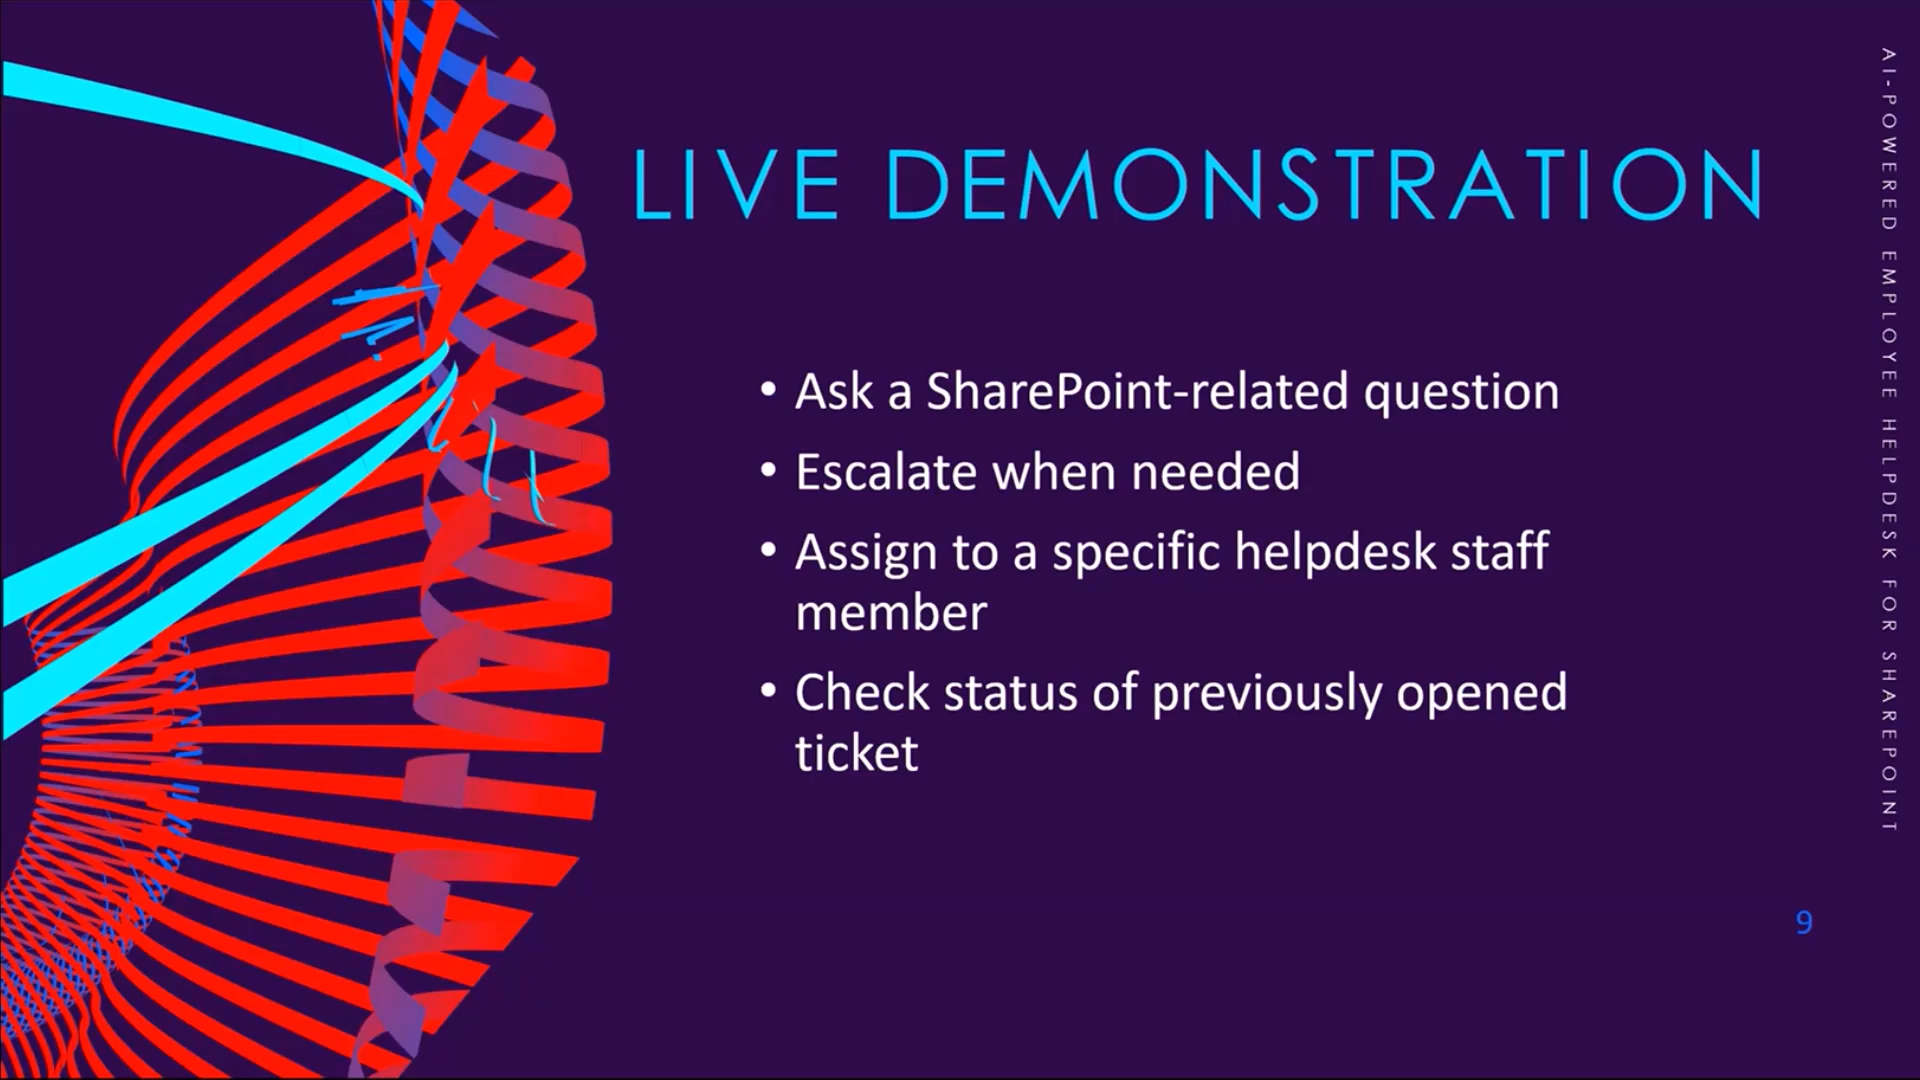 LIVE DEMONSTRATION
• Ask a SharePoint-related question
• Escalate when needed
• Assign to a specific helpdesk staff
member
• Check status of previously opened
ticket
AI-POWERED EMPLOYEE HELPDESK FOR SHAREPOINT
9